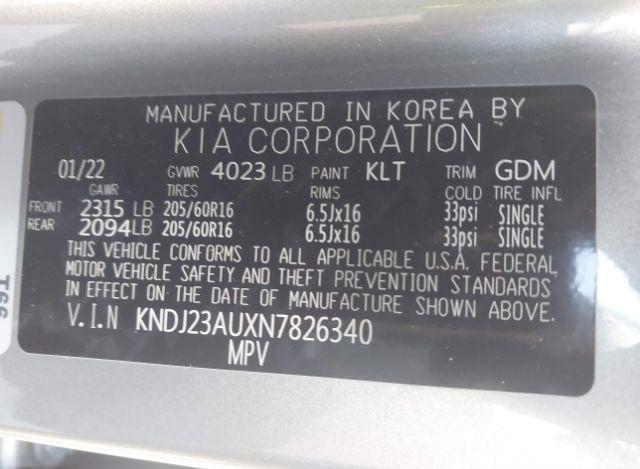 MANUFACTURED IN KOREA BY
KIA CORPORATION
01/22 GVWR 4023 LB PAINT KLT TRIM GDM
GAWR TIRES RIMS COLD TIRE INFL
FRONT 2315 LB 205/60R16 6.5Jx16 33psi SINGLE
REAR 2094 LB 205/60R16 6.5Jx16 33psi SINGLE
THIS VEHICLE CONFORMS TO ALL APPLICABLE U.S.A. FEDERAL
MOTOR VEHICLE SAFETY AND THEFT PREVENTION STANDARDS
IN EFFECT ON THE DATE OF MANUFACTURE SHOWN ABOVE.
V.I.N KNDJ23AUXN7826340
MPV